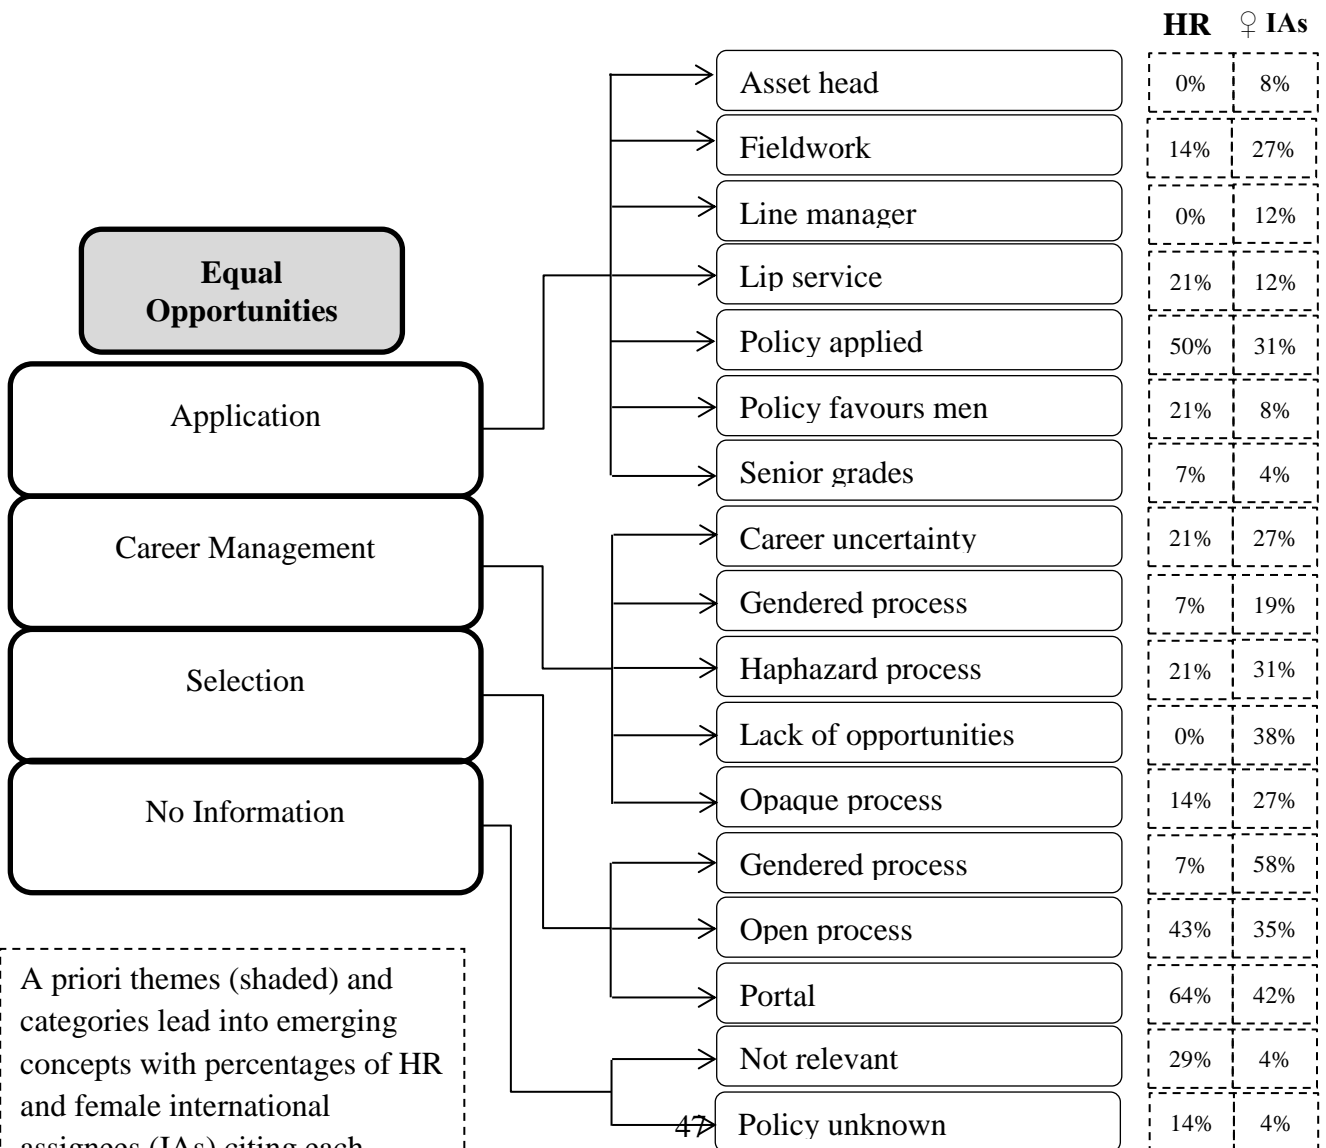 HR ♀ IAs
Equal
Opportunities
Application
Career Management
Selection
No Information
Asset head 0% 8%
Fieldwork 14% 27%
Line manager 0% 12%
Lip service 21% 12%
Policy applied 50% 31%
Policy favours men 21% 8%
Senior grades 7% 4%
Career uncertainty 21% 27%
Gendered process 7% 19%
Haphazard process 21% 31%
Lack of opportunities 0% 38%
Opaque process 14% 27%
Gendered process 7% 58%
Open process 43% 35%
Portal 64% 42%
Not relevant 29% 4%
Policy unknown 14% 4%
A priori themes (shaded) and
categories lead into emerging
concepts with percentages of HR
and female international
assignees (IAs) citing each
47